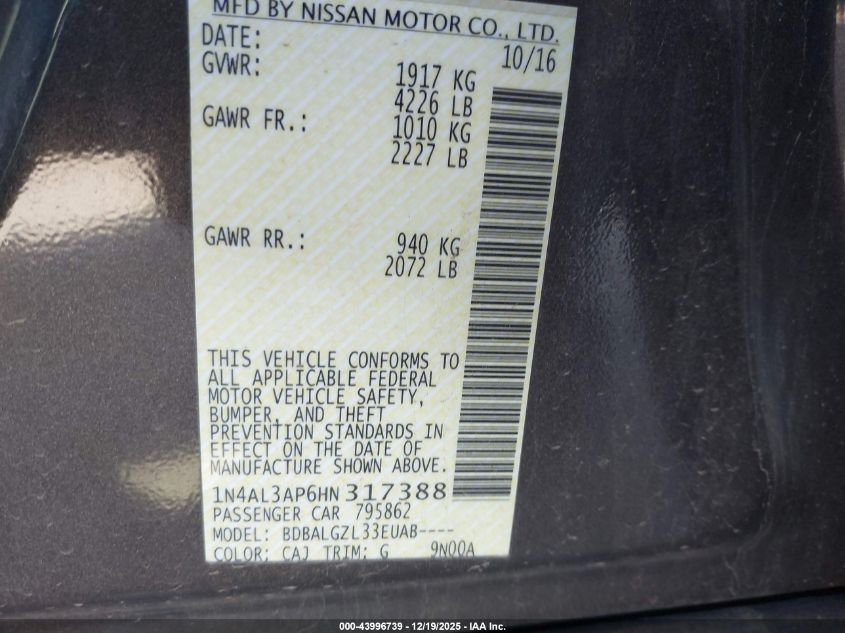 MFD BY NISSAN MOTOR CO., LTD.
DATE: 10/16
GVWR: 1917 KG
4226 LB
GAWR FR.: 1010 KG
2227 LB
GAWR RR.: 940 KG
2072 LB
THIS VEHICLE CONFORMS TO
ALL APPLICABLE FEDERAL
MOTOR VEHICLE SAFETY,
BUMPER, AND THEFT
PREVENTION STANDARDS IN
EFFECT ON THE DATE OF
MANUFACTURE SHOWN ABOVE.
1N4AL3AP6HN317388
PASSENGER CAR 795862
MODEL: BDBALGZL33EUAB----
COLOR: CAJ TRIM: G 9N00A
000-43996739 - 12/19/2025 - IAA Inc.